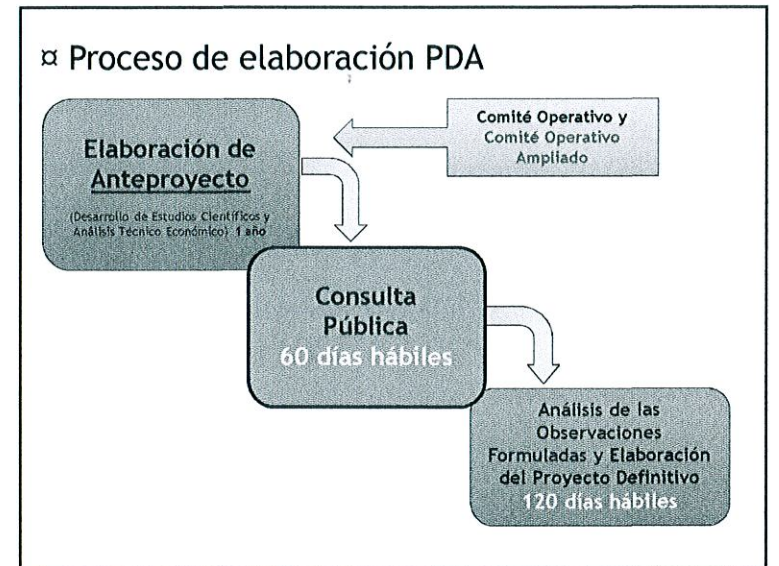 ¤ Proceso de elaboración PDA
Elaboración de
Anteproyecto
(Desarrollo de Estudios Científicos y
Análisis Técnico Económico) 1 año
Comité Operativo y
Comité Operativo
Ampliado
Consulta
Pública
60 días hábiles
Análisis de las
Observaciones
Formuladas y Elaboración
del Proyecto Definitivo
120 días hábiles